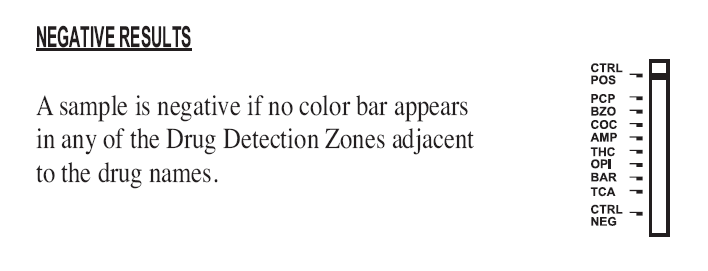 NEGATIVE RESULTS
A sample is negative if no color bar appears
in any of the Drug Detection Zones adjacent
to the drug names.
CTRL
POS
PCP
BZO
COC
AMP
THC
OPI
BAR
TCA
CTRL
NEG